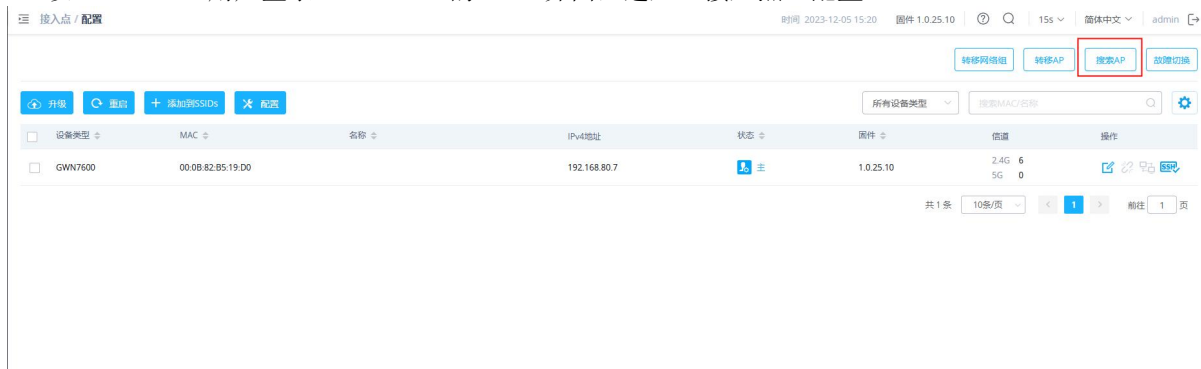 接入点 / 配置 时间 2023-12-05 15:20 固件 1.0.25.10 15s 简体中文 admin
转移网络组 转移AP 搜索AP 故障切换
升级 重启 添加到SSIDs 配置 所有设备类型 搜索MAC/名称
设备类型 MAC 名称 IPv4地址 状态 固件 信道 操作
GWN7600 00:0B:82:B5:19:D0 192.168.80.7 主 1.0.25.10 2.4G 6 SSH
5G 0
共1条 10条/页 < 1 > 前往 1 页